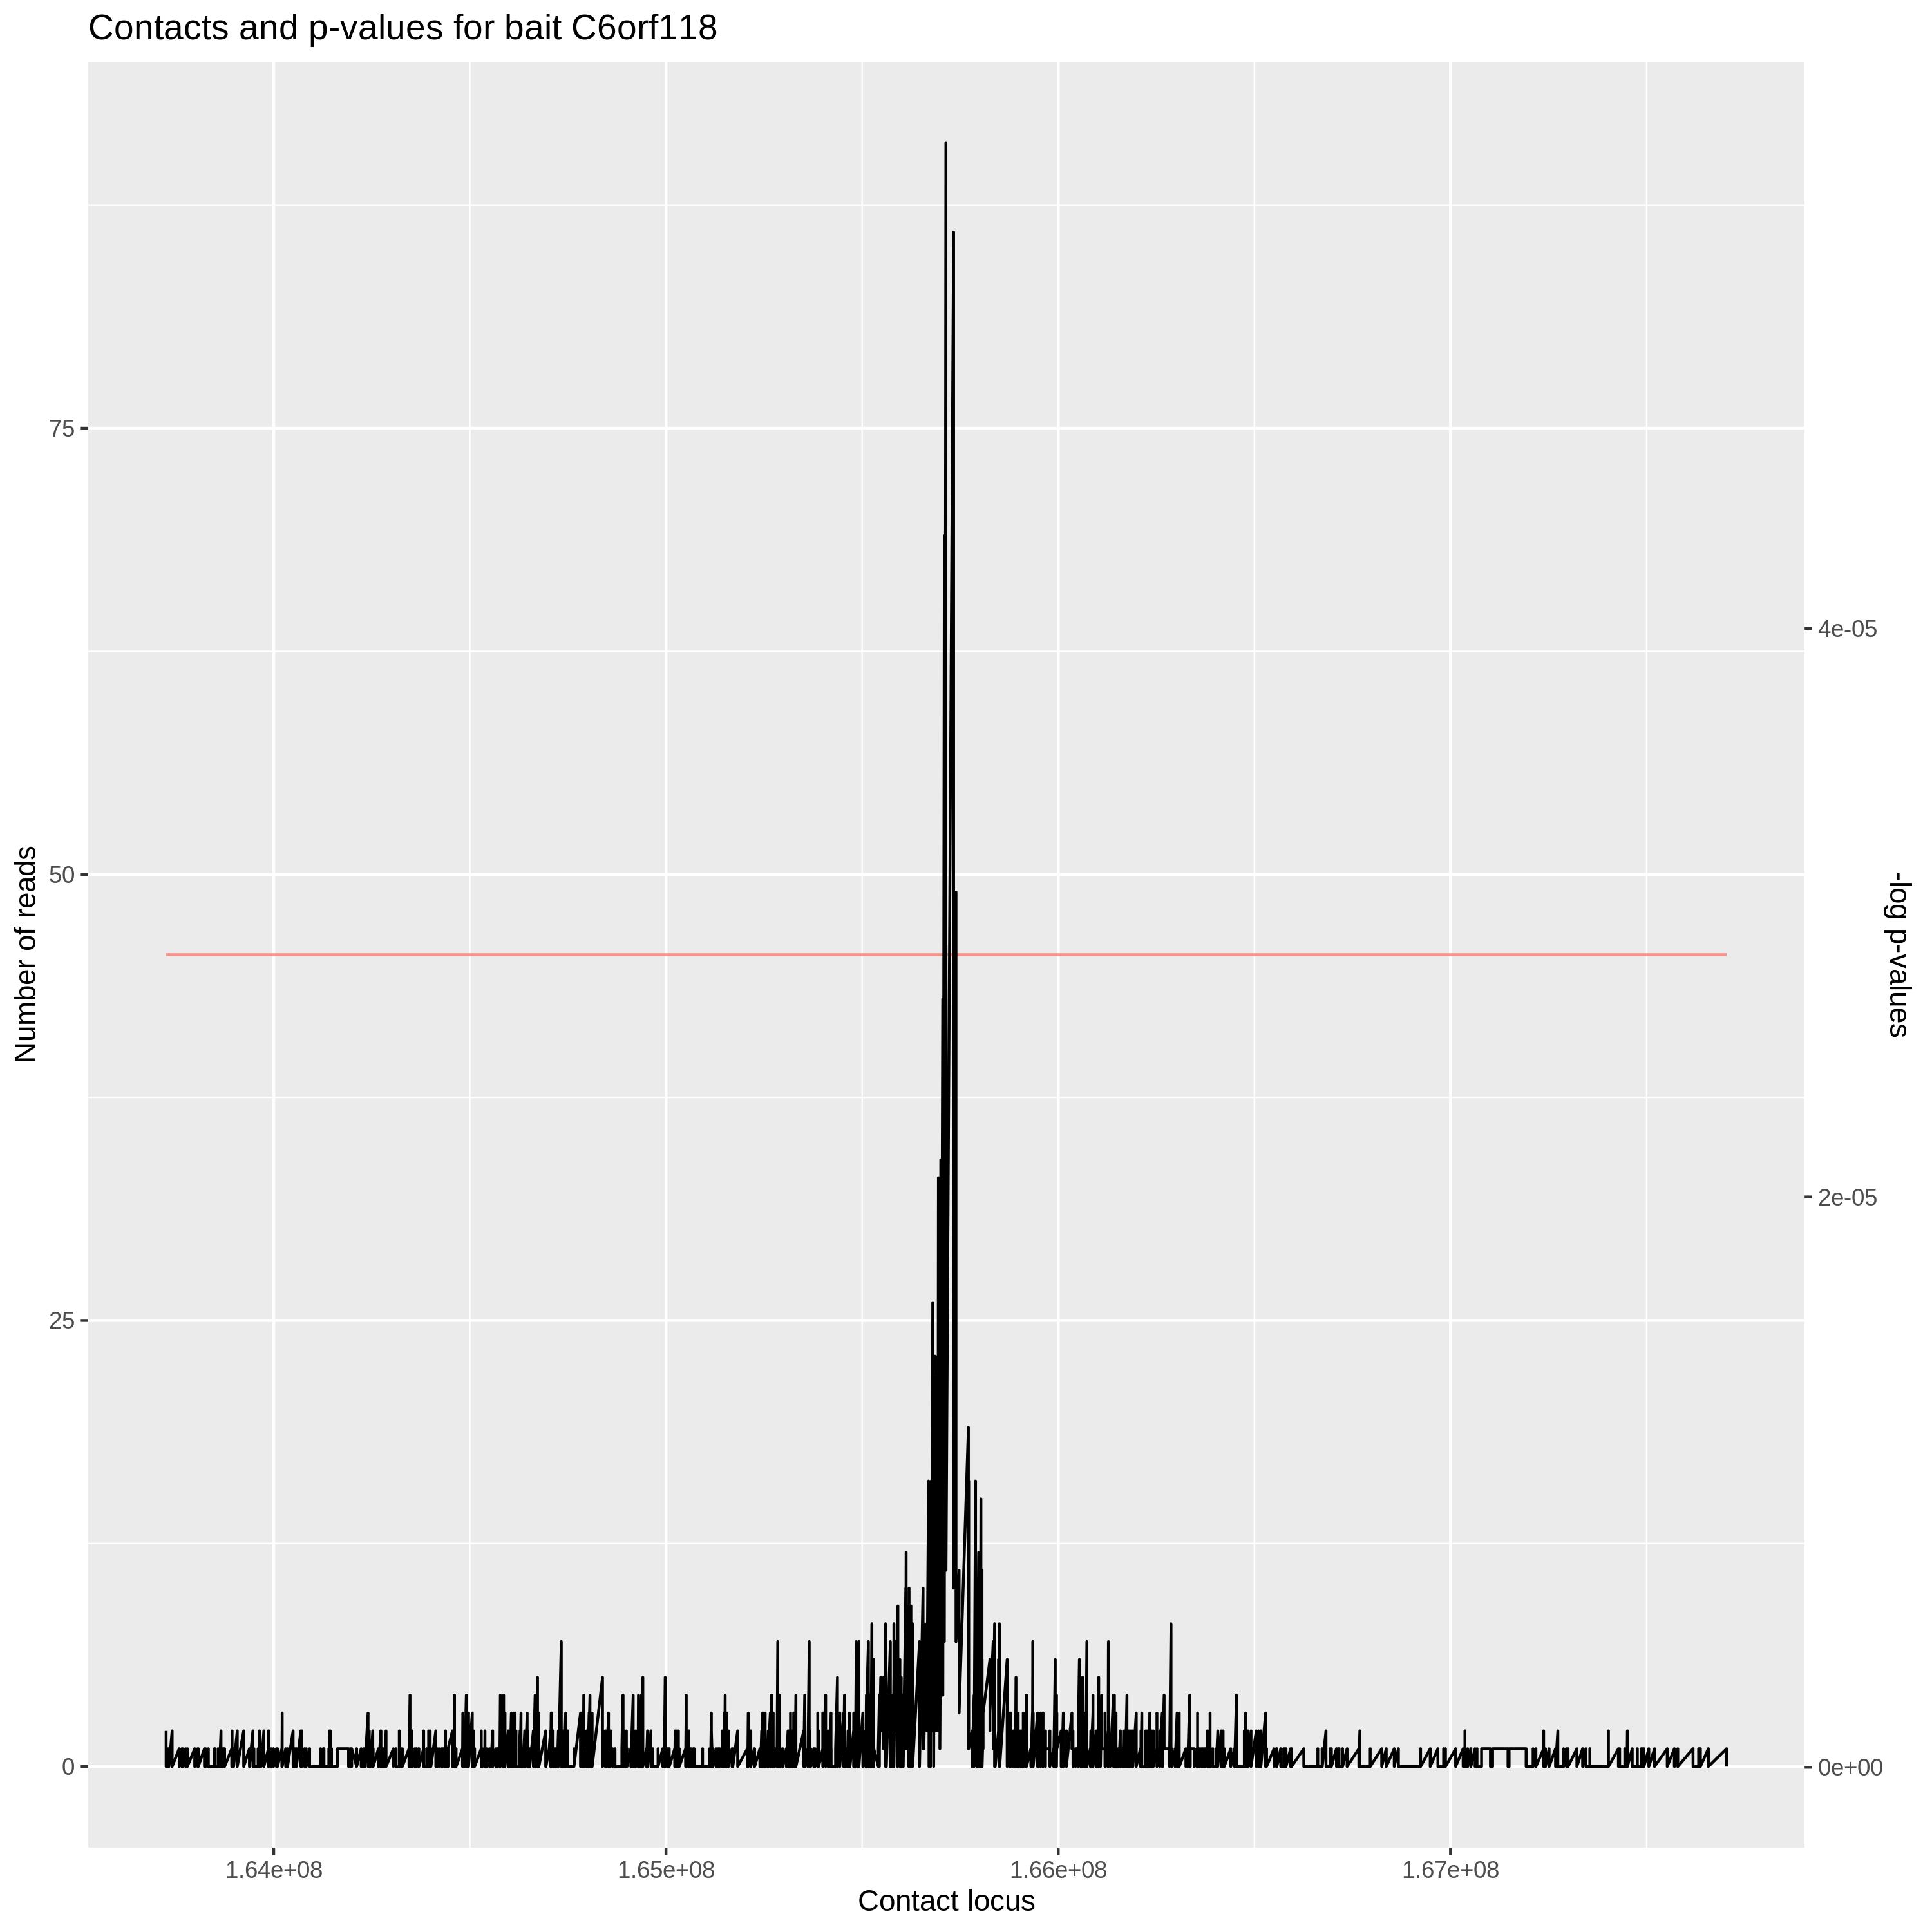 Contacts and p-values for bait C6orf118
Number of reads
75
50
25
0
4e-05
2e-05
0e+00
-log p-values
1.64e+08
1.65e+08
1.66e+08
1.67e+08
Contact locus